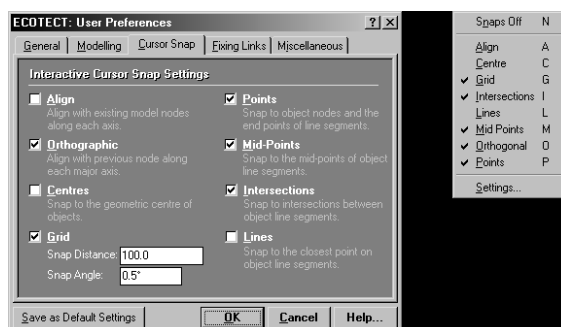 ECOTECT: User Preferences
General Modelling Cursor Snap Fixing Links Miscellaneous
Interactive Cursor Snap Settings
Align
Align with existing model nodes
along each axis.
Orthographic
Align with previous node along
each major axis.
Centres
Snap to the geometric centre of
objects.
Grid
Snap Distance: 100.0
Snap Angle: 0.5°
Points
Snap to object nodes and the
end points of line segments.
Mid-Points
Snap to the mid-points of object
line segments.
Intersections
Snap to intersections between
object line segments.
Lines
Snap to the closest point on
object line segments.
Save as Default Settings OK Cancel Help...
Snaps Off N
Align A
Centre C
Grid G
Intersections I
Lines L
Mid Points M
Orthogonal O
Points P
Settings...